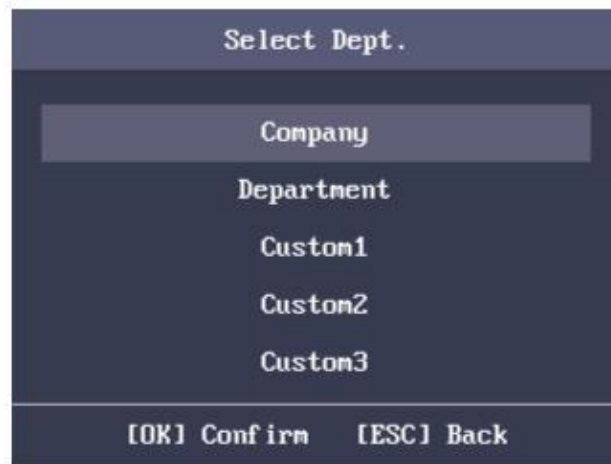 Select Dept.
Company
Department
Custom1
Custom2
Custom3
[OK] Confirm [ESC] Back